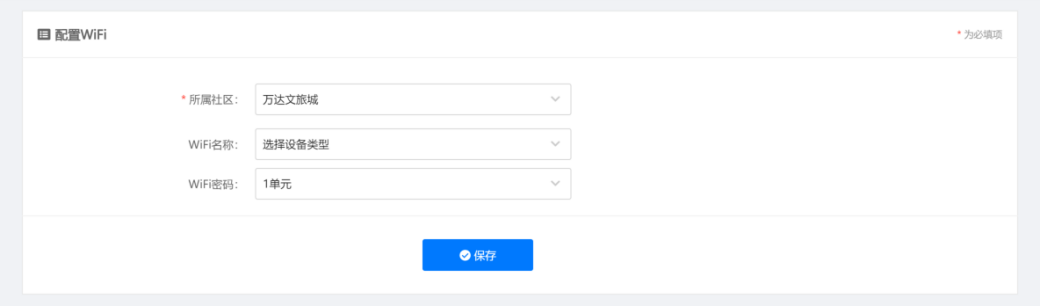 配置WiFi
* 为必填项
* 所属社区： 万达文旅城
WiFi名称： 选择设备类型
WiFi密码： 1单元
保存